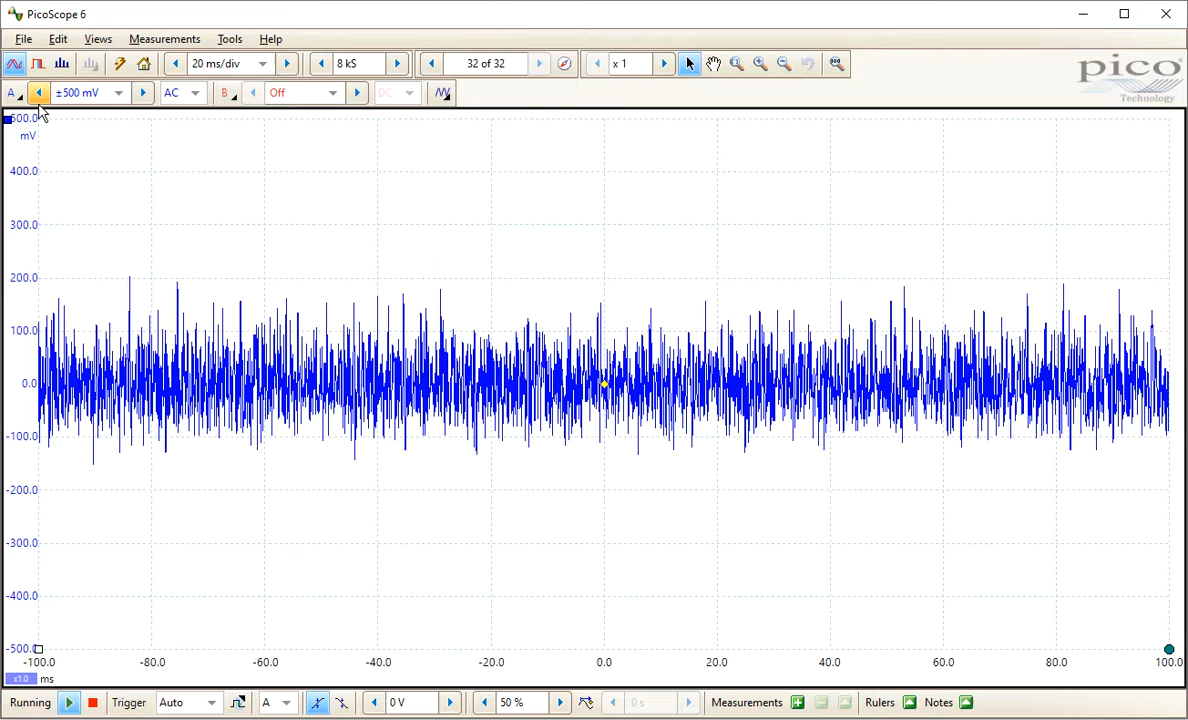 PicoScope 6
File Edit Views Measurements Tools Help
20 ms/div 8 kS 32 of 32 x 1
A ±500 mV AC B Off DC
pico
Technology
500.0
mV
400.0
300.0
200.0
100.0
0.0
-100.0
-200.0
-300.0
-400.0
-500.0
-100.0 -80.0 -60.0 -40.0 -20.0 0.0 20.0 40.0 60.0 80.0 100.0
x1.0 ms
Running Trigger Auto A 0 V 50 % 0 s Measurements Rulers Notes